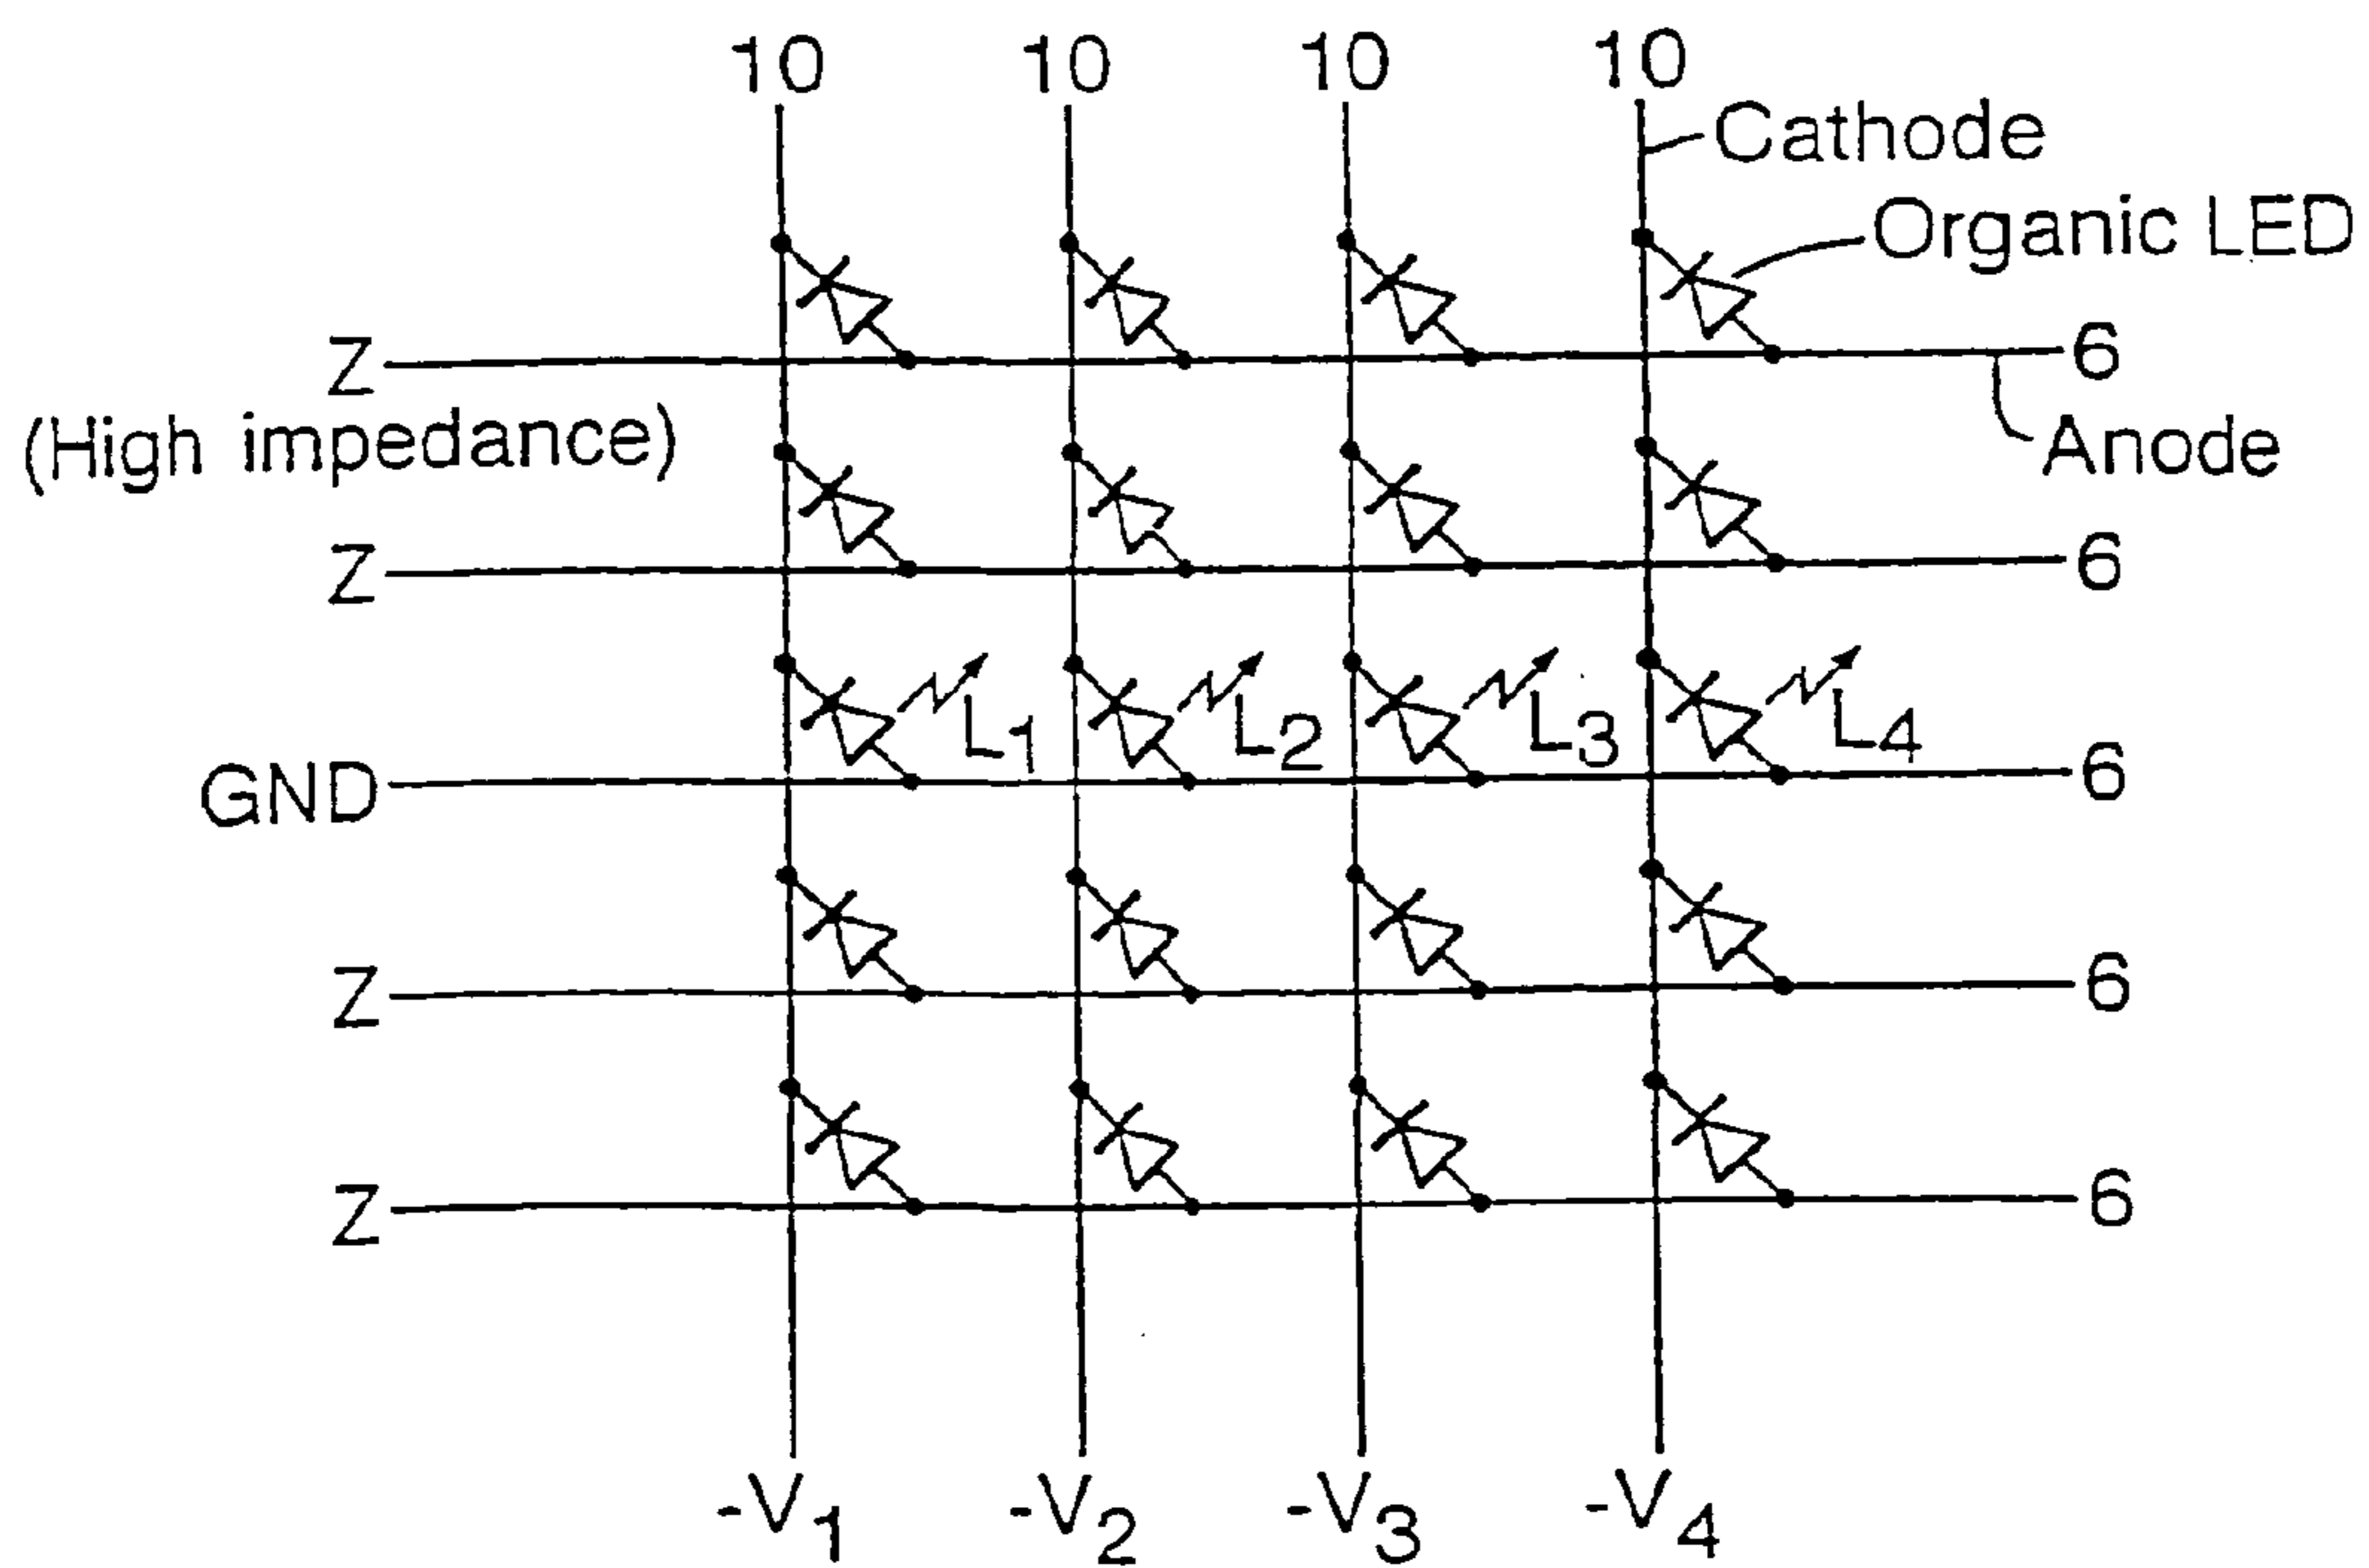 10 10 10 10
Cathode
Organic LED
Z 6
(High impedance) Anode
Z 6
L1 L2 L3 L4
GND 6
Z 6
Z 6
-V1 -V2 -V3 -V4